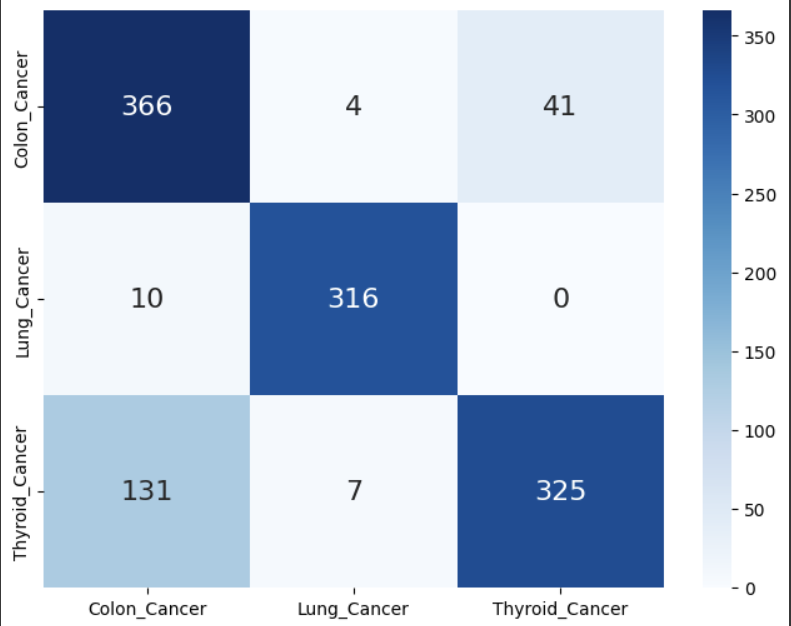 Colon_Cancer 366 4 41
Lung_Cancer 10 316 0
Thyroid_Cancer 131 7 325
Colon_Cancer Lung_Cancer Thyroid_Cancer
350
300
250
200
150
100
50
0